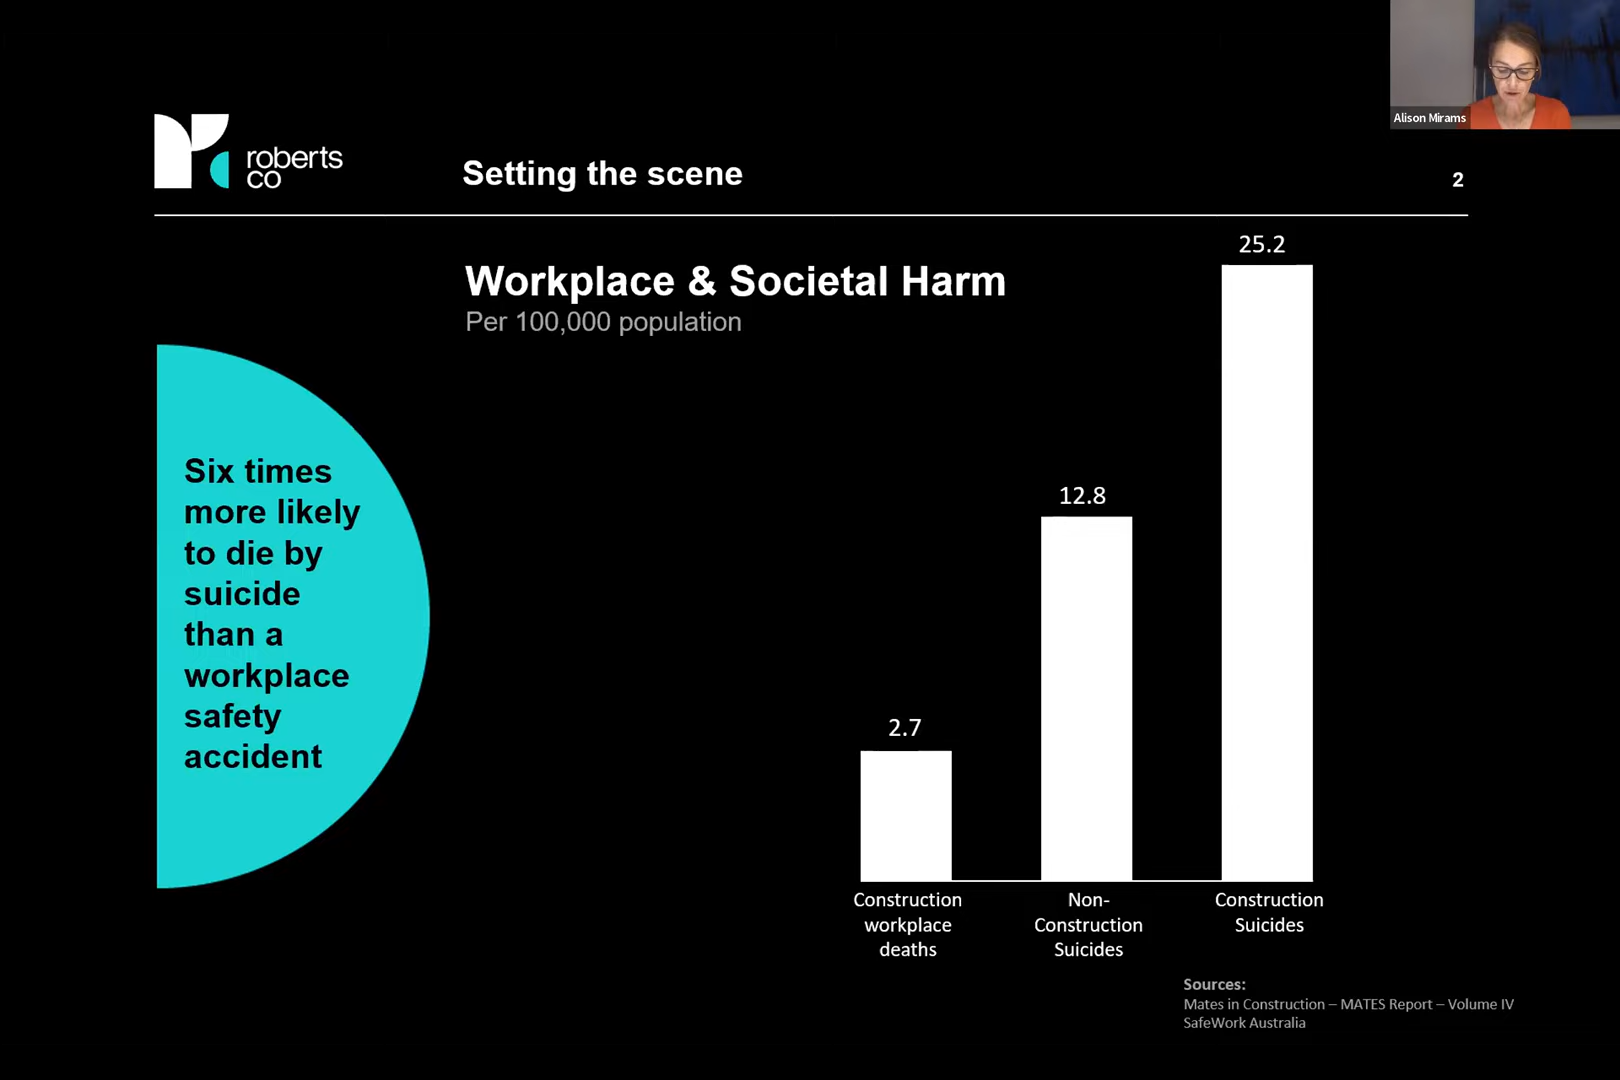 Alison Mirams
roberts
co
Setting the scene
2
Workplace & Societal Harm
Per 100,000 population
Six times
more likely
to die by
suicide
than a
workplace
safety
accident
25.2
12.8
2.7
Construction
workplace
deaths
Non-
Construction
Suicides
Construction
Suicides
Sources:
Mates in Construction – MATES Report – Volume IV
SafeWork Australia